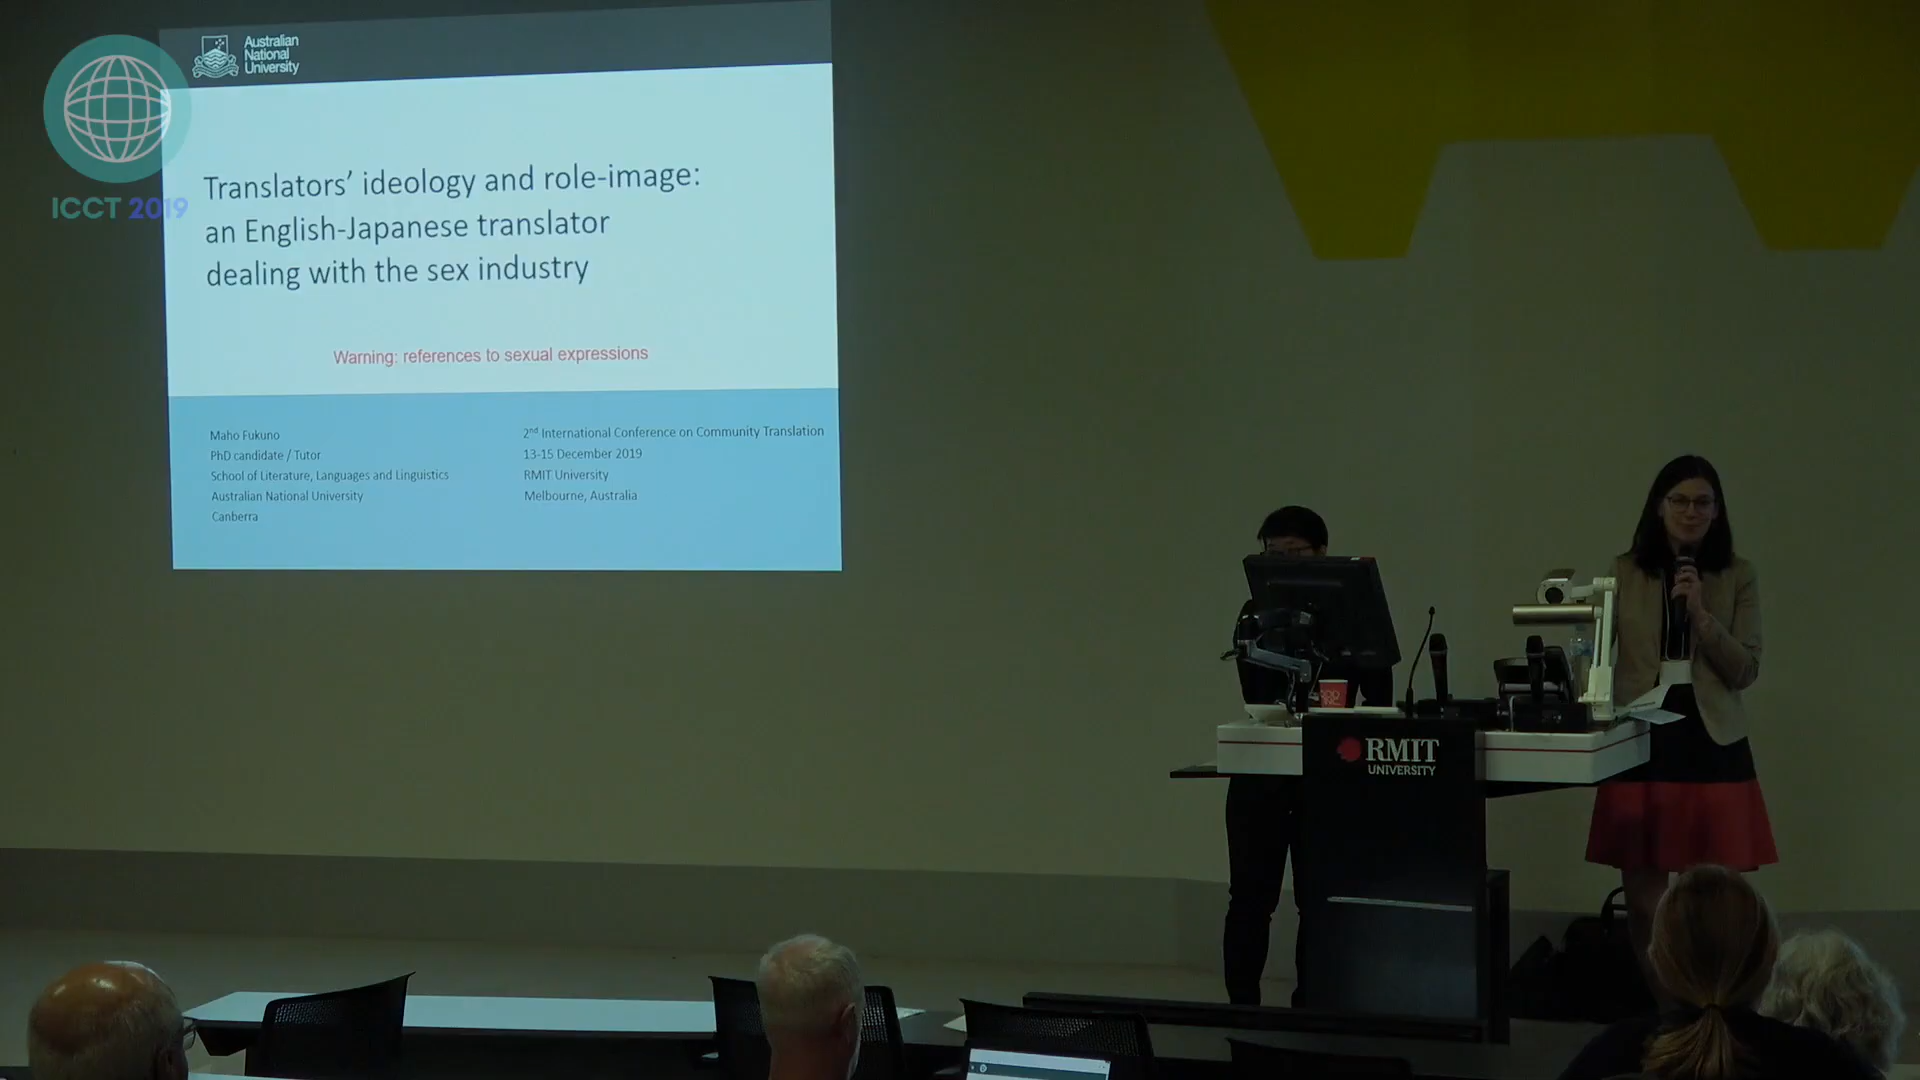 Australian
National
University
ICCT 2019
Translators' ideology and role-image:
an English-Japanese translator
dealing with the sex industry
Warning: references to sexual expressions
Maho Fukuno
PhD candidate / Tutor
School of Literature, Languages and Linguistics
Australian National University
Canberra
2nd International Conference on Community Translation
13-15 December 2019
RMIT University
Melbourne, Australia
RMIT
UNIVERSITY